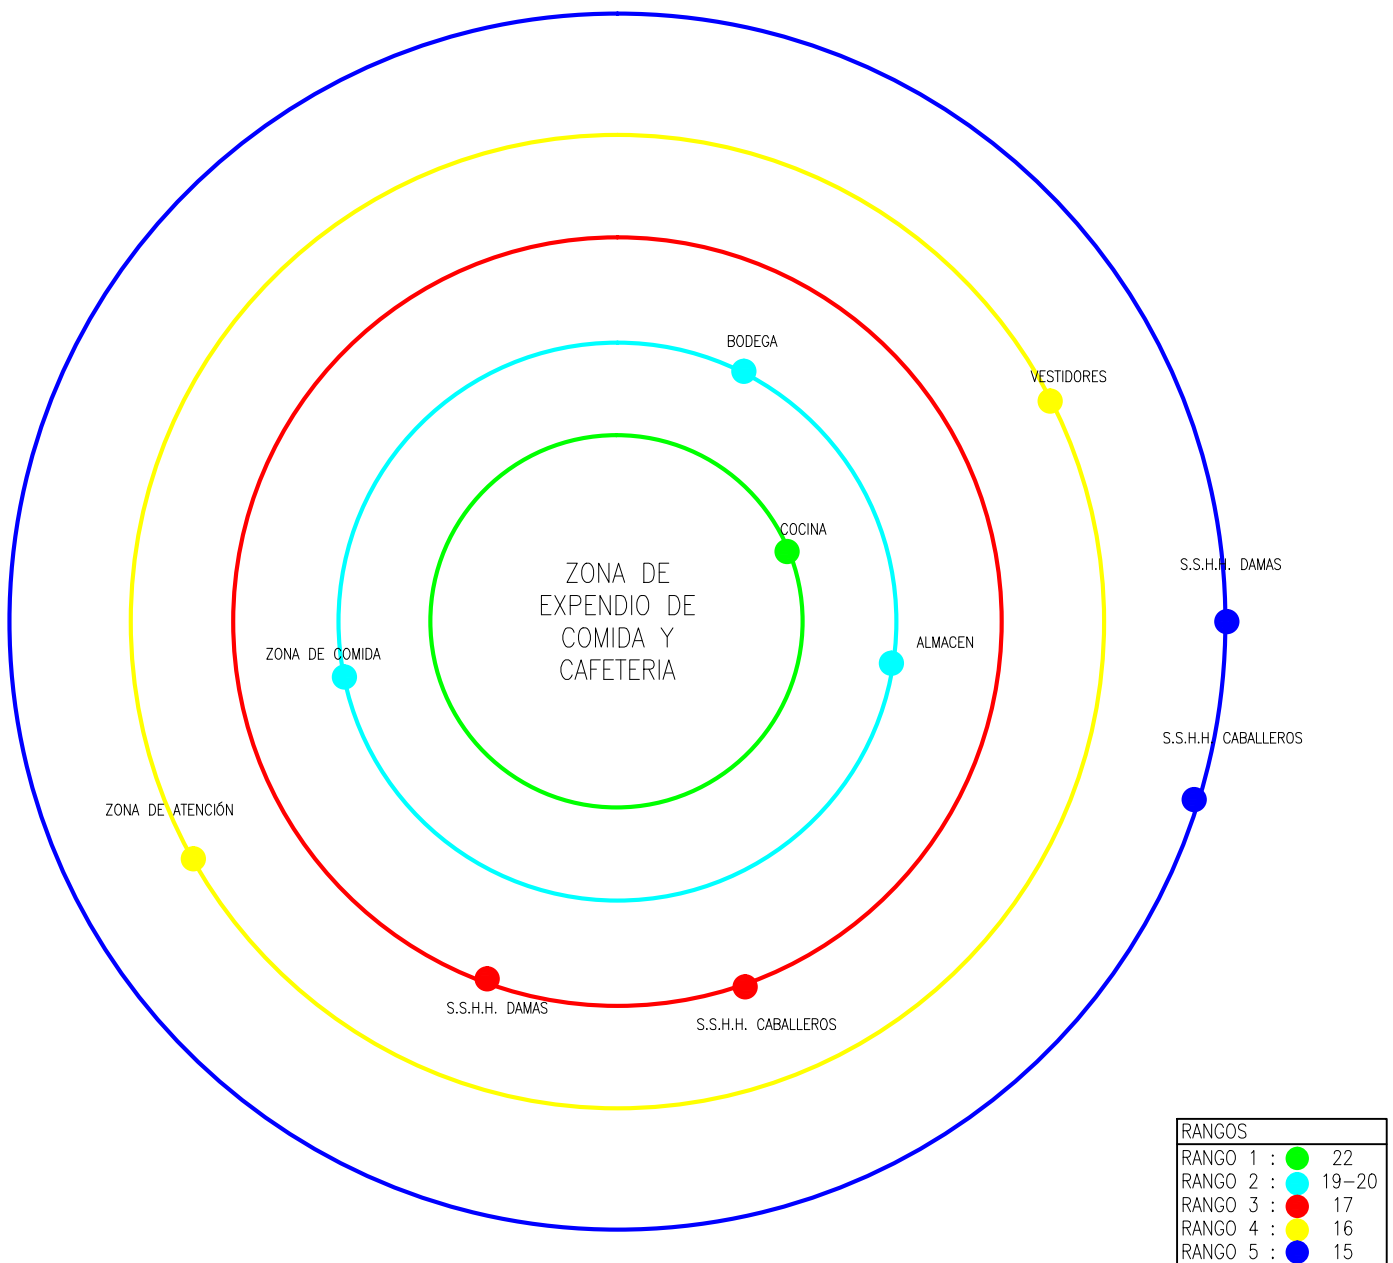 BODEGA
VESTIDORES
COCINA
ZONA DE
EXPENDIO DE
COMIDA Y
CAFETERIA
S.S.H.H. DAMAS
ZONA DE COMIDA
ALMACEN
S.S.H.H. CABALLEROS
ZONA DE ATENCIÓN
S.S.H.H. DAMAS
S.S.H.H. CABALLEROS
RANGOS
RANGO 1 : 22
RANGO 2 : 19-20
RANGO 3 : 17
RANGO 4 : 16
RANGO 5 : 15